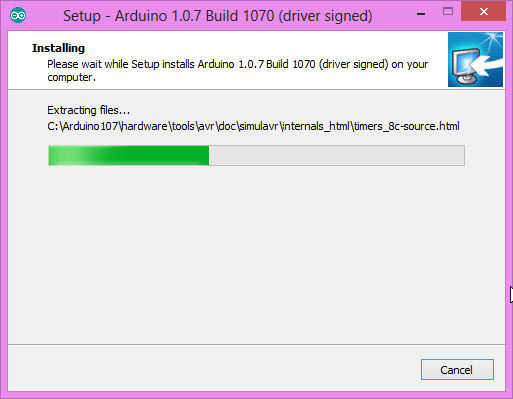 Setup - Arduino 1.0.7 Build 1070 (driver signed)
Installing
Please wait while Setup installs Arduino 1.0.7 Build 1070 (driver signed) on your
computer.
Extracting files...
C:\Arduino107\hardware\tools\avr\doc\simulavr\internals_html\timers_8c-source.html
Cancel